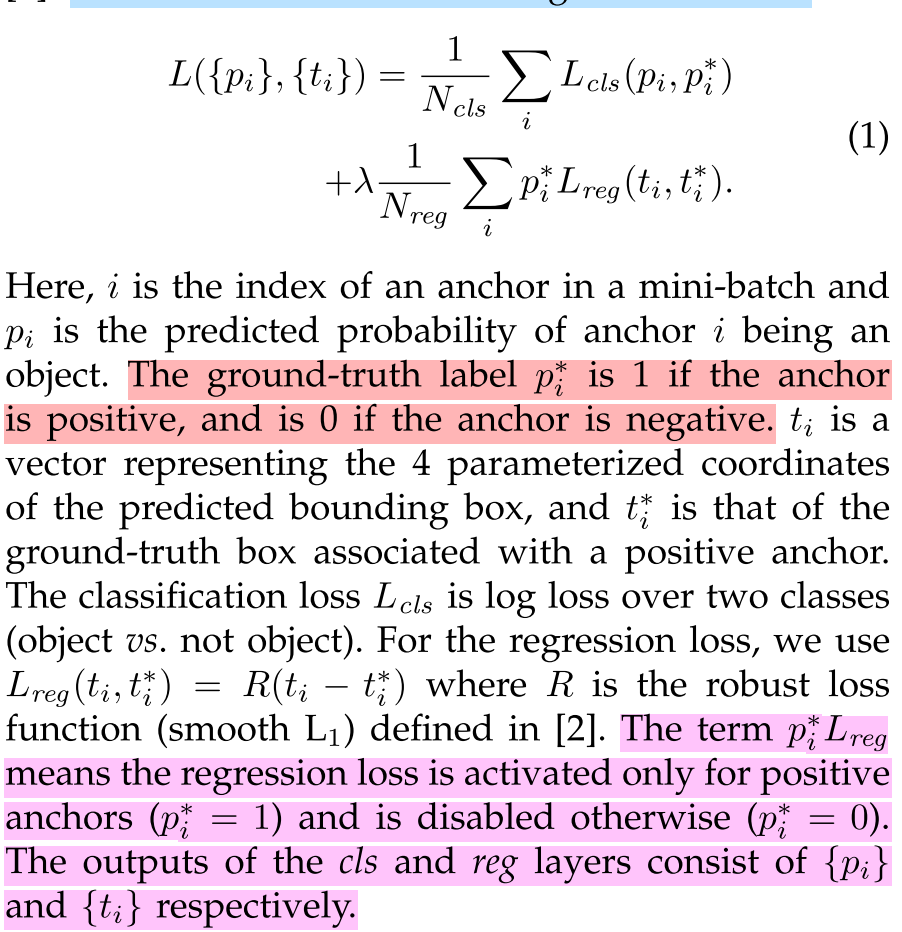 L({p_i}, {t_i}) = \frac{1}{N_{cls}} \sum_i L_{cls}(p_i, p_i^*)
+\lambda \frac{1}{N_{reg}} \sum_i p_i^* L_{reg}(t_i, t_i^*).
(1)
Here, i is the index of an anchor in a mini-batch and
p_i is the predicted probability of anchor i being an
object. The ground-truth label p_i^* is 1 if the anchor
is positive, and is 0 if the anchor is negative. t_i is a
vector representing the 4 parameterized coordinates
of the predicted bounding box, and t_i^* is that of the
ground-truth box associated with a positive anchor.
The classification loss L_{cls} is log loss over two classes
(object vs. not object). For the regression loss, we use
L_{reg}(t_i, t_i^*) = R(t_i − t_i^*) where R is the robust loss
function (smooth L_1) defined in [2]. The term p_i^* L_{reg}
means the regression loss is activated only for positive
anchors (p_i^* = 1) and is disabled otherwise (p_i^* = 0).
The outputs of the cls and reg layers consist of {p_i}
and {t_i} respectively.